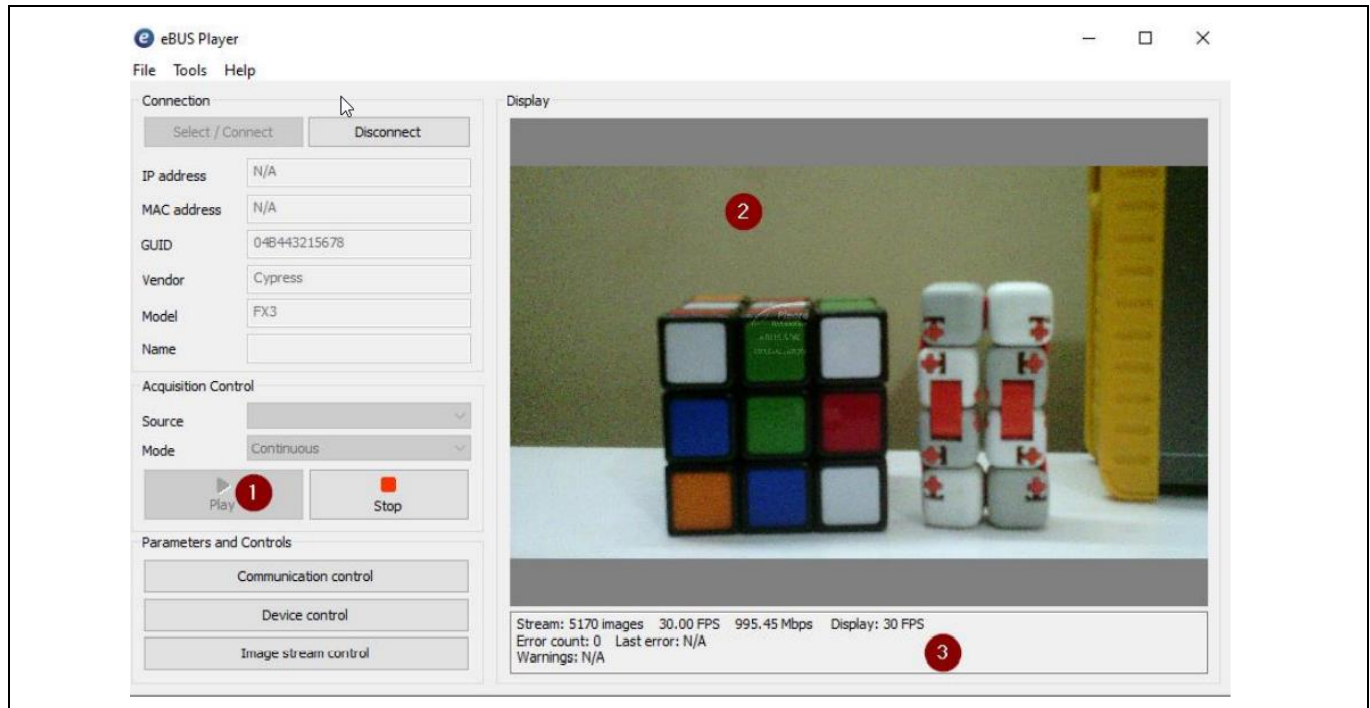 eBUS Player
File Tools Help
Connection
Select / Connect
Disconnect
IP address
N/A
MAC address
N/A
GUID
04B443215678
Vendor
Cypress
Model
FX3
Name
Acquisition Control
Source
Mode
Continuous
Play
1
Stop
Parameters and Controls
Communication control
Device control
Image stream control
Display
2
Stream: 5170 images 30.00 FPS 995.45 Mbps Display: 30 FPS
Error count: 0 Last error: N/A
Warnings: N/A
3